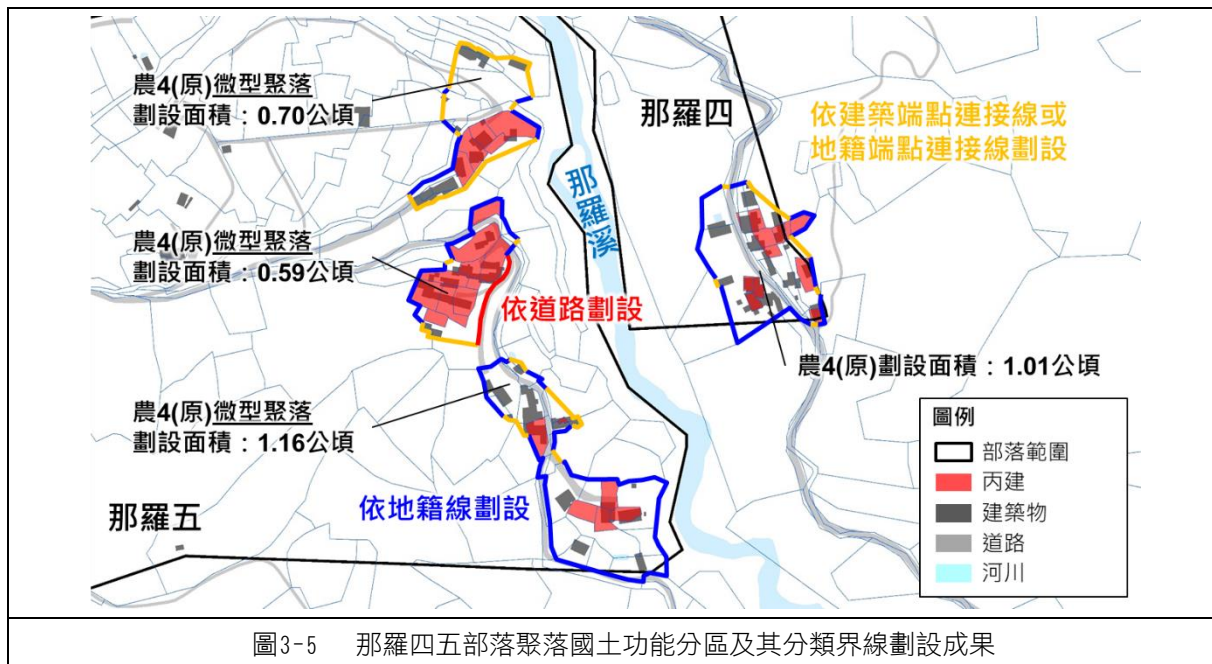 農4(原)微型聚落
劃設面積：0.70公頃
那羅四
依建築端點連接線或
地籍端點連接線劃設
那羅溪
農4(原)微型聚落
劃設面積：0.59公頃
依道路劃設
農4(原)劃設面積：1.01公頃
農4(原)微型聚落
劃設面積：1.16公頃
那羅五
依地籍線劃設
圖例
部落範圍
丙建
建築物
道路
河川
圖3-5 那羅四五部落聚落國土功能分區及其分類界線劃設成果